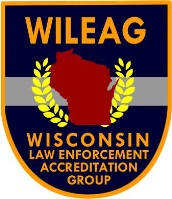 WILEAG
WISCONSIN
LAW ENFORCEMENT
ACCREDITATION
GROUP